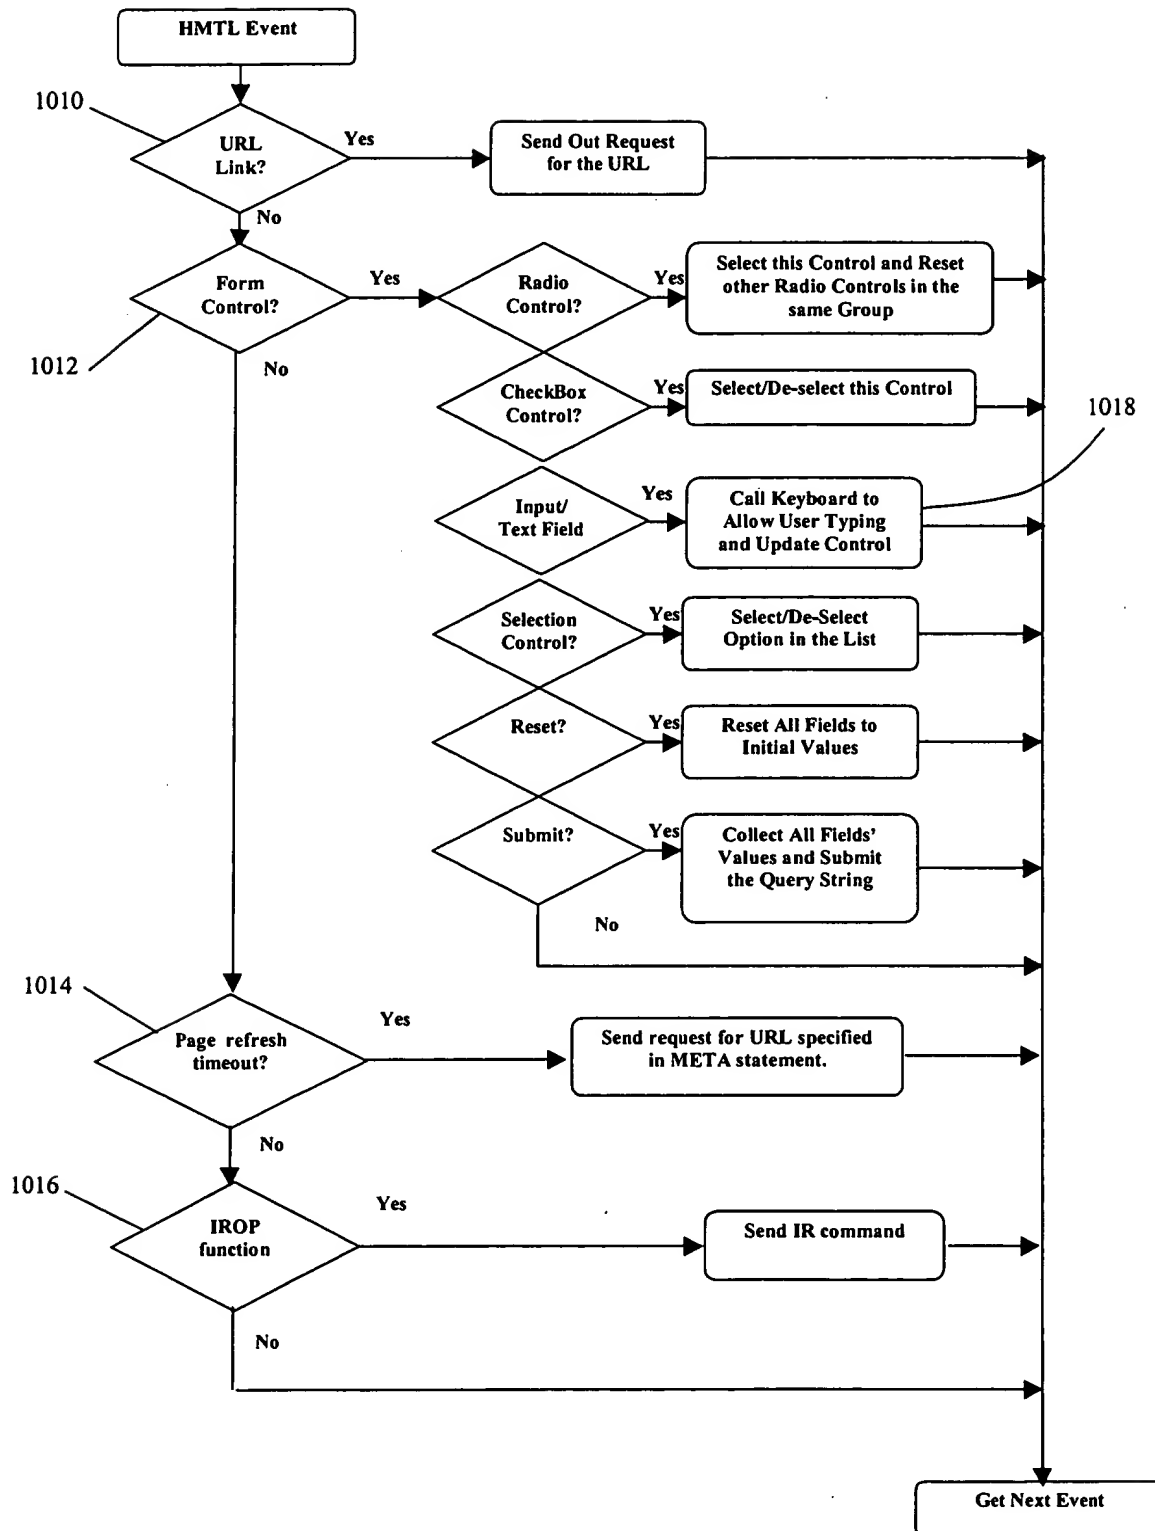 HMTL Event
1010
URL
Link?
Yes
Send Out Request
for the URL
No
Form
Control?
Yes
Radio
Control?
Yes
Select this Control and Reset
other Radio Controls in the
same Group
1012
No
CheckBox
Control?
Yes
Select/De-select this Control
1018
Input/
Text Field
Yes
Call Keyboard to
Allow User Typing
and Update Control
Selection
Control?
Yes
Select/De-Select
Option in the List
Reset?
Yes
Reset All Fields to
Initial Values
Submit?
Yes
Collect All Fields'
Values and Submit
the Query String
No
1014
Page refresh
timeout?
Yes
Send request for URL specified
in META statement.
No
1016
IROP
function
Yes
Send IR command
No
Get Next Event